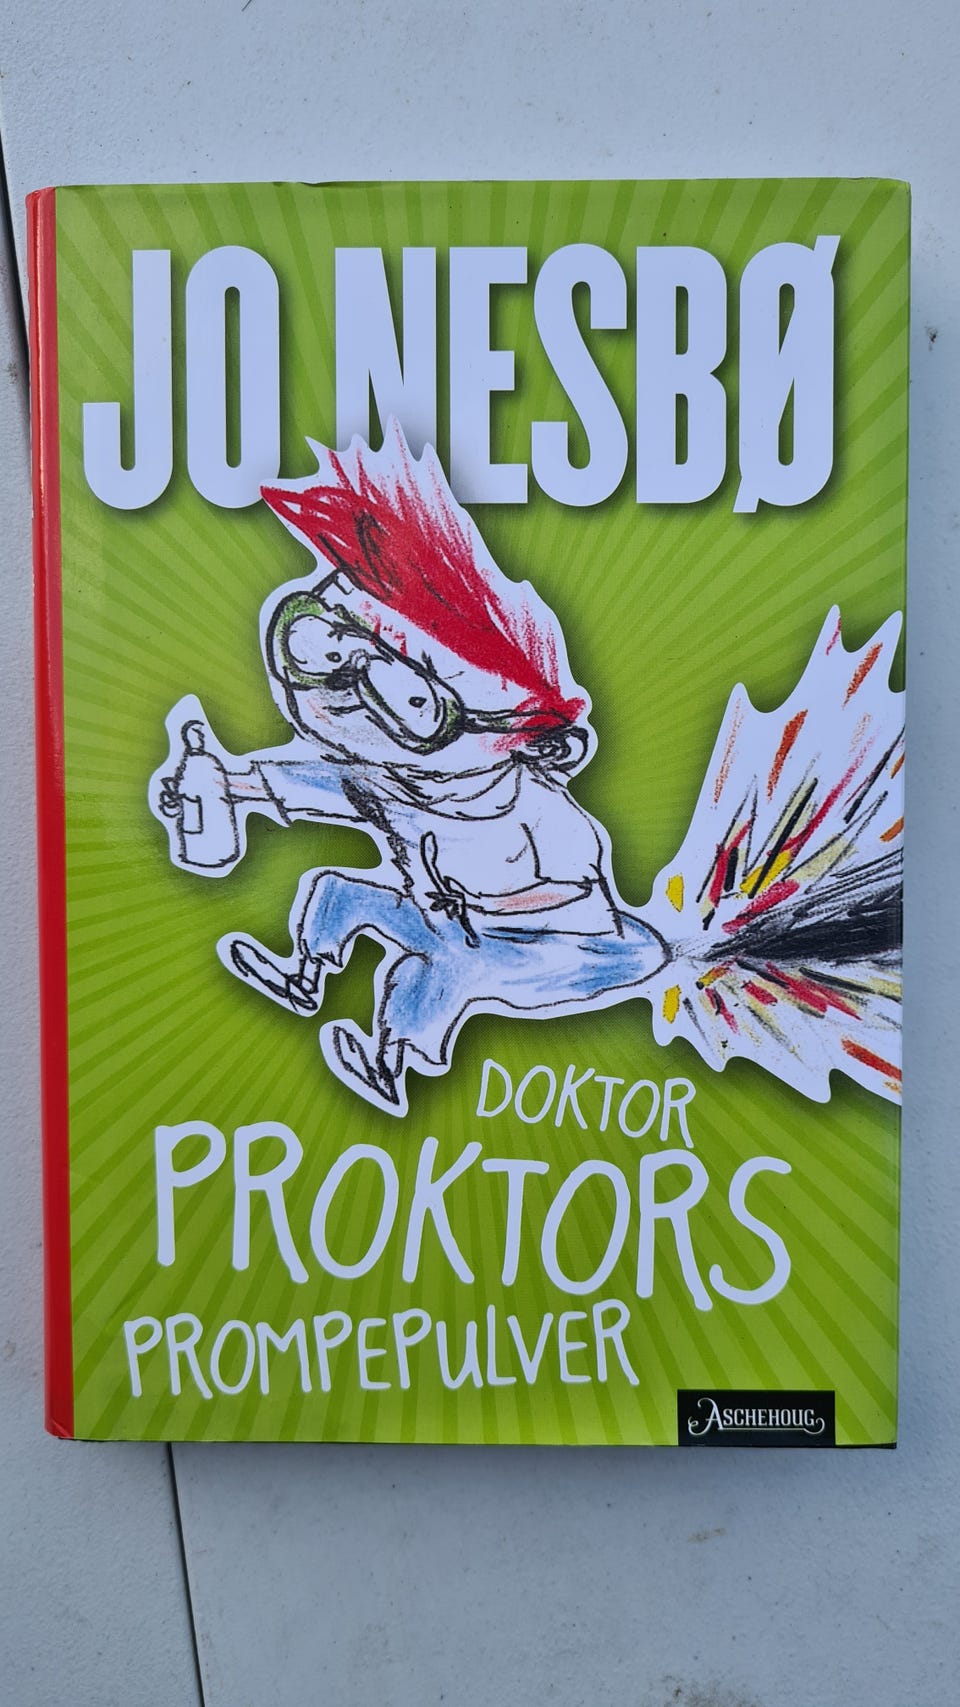 JO NESBØ
DOKTOR
PROKTORS
PROMPEPULVER
ASCHEHOUG